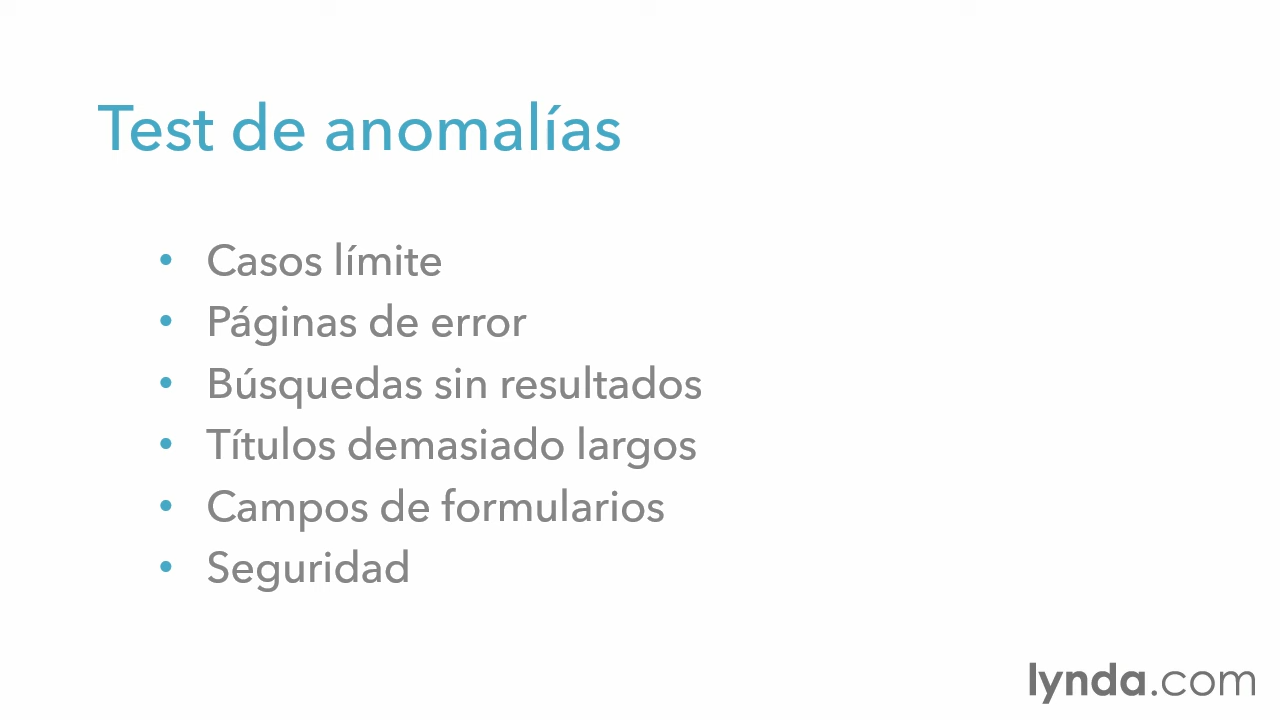 Test de anomalías
• Casos límite
• Páginas de error
• Búsquedas sin resultados
• Títulos demasiado largos
• Campos de formularios
• Seguridad
lynda.com